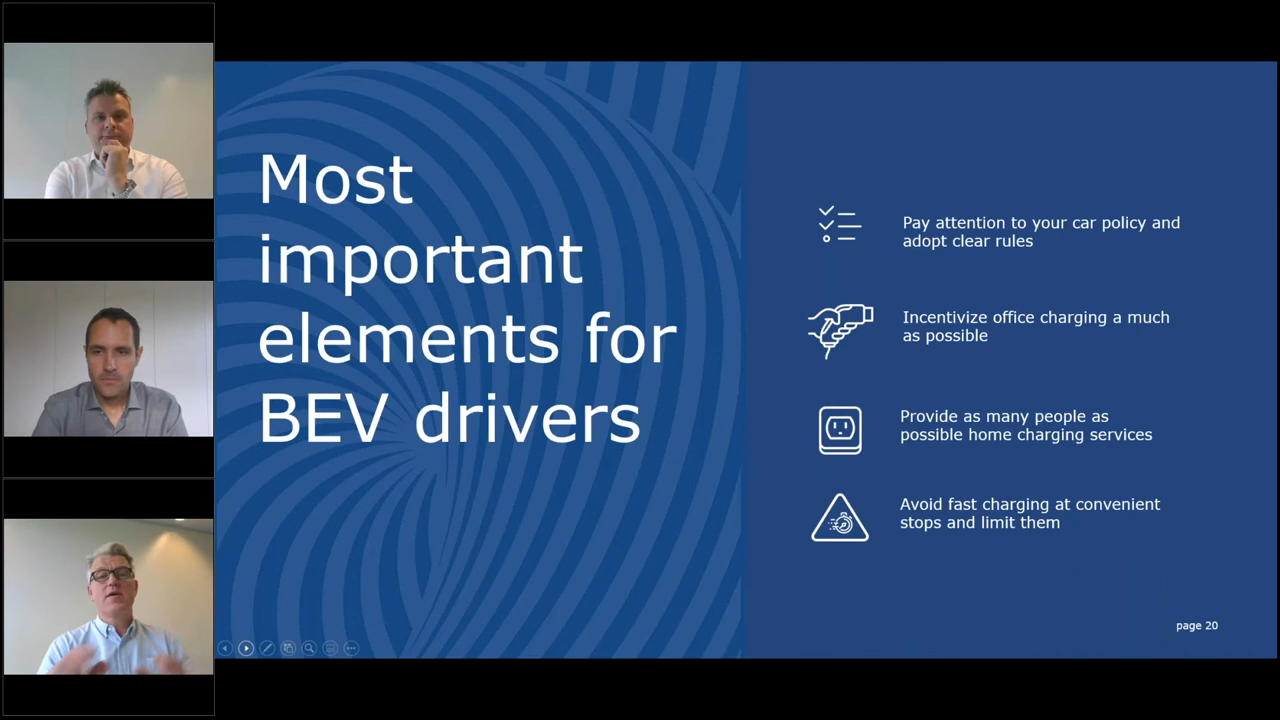 Most
important
elements for
BEV drivers
Pay attention to your car policy and
adopt clear rules
Incentivize office charging a much
as possible
Provide as many people as
possible home charging services
Avoid fast charging at convenient
stops and limit them
page 20